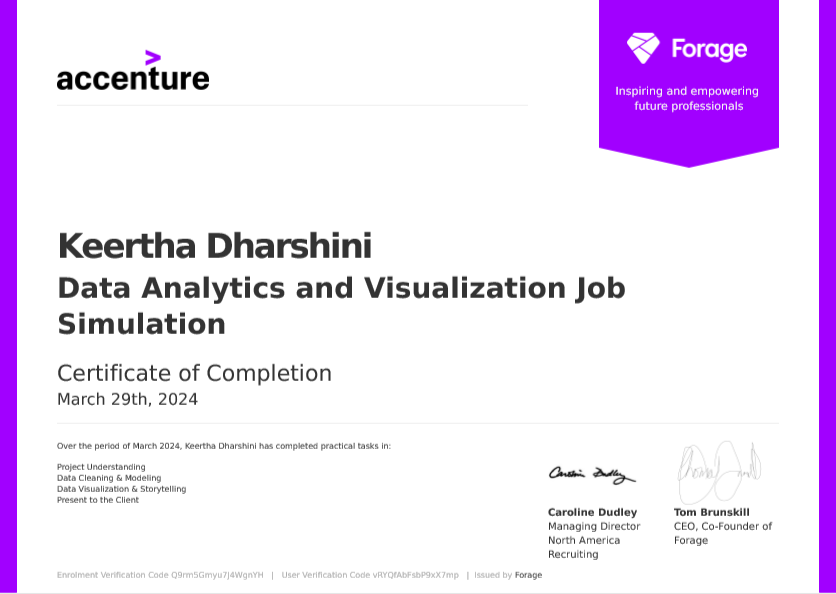 accenture
Forage
Inspiring and empowering
future professionals
Keertha Dharshini
Data Analytics and Visualization Job
Simulation
Certificate of Completion
March 29th, 2024
Over the period of March 2024, Keertha Dharshini has completed practical tasks in:
Project Understanding
Data Cleaning & Modeling
Data Visualization & Storytelling
Present to the Client
Caroline Dudley
Caroline Dudley
Managing Director
North America
Recruiting
Tom Brunskill
CEO, Co-Founder of
Forage
Enrolment Verification Code Q9rm5Gmyu7J4WgnYH | User Verification Code vRYQfAbFsbP9xX7mp | Issued by Forage